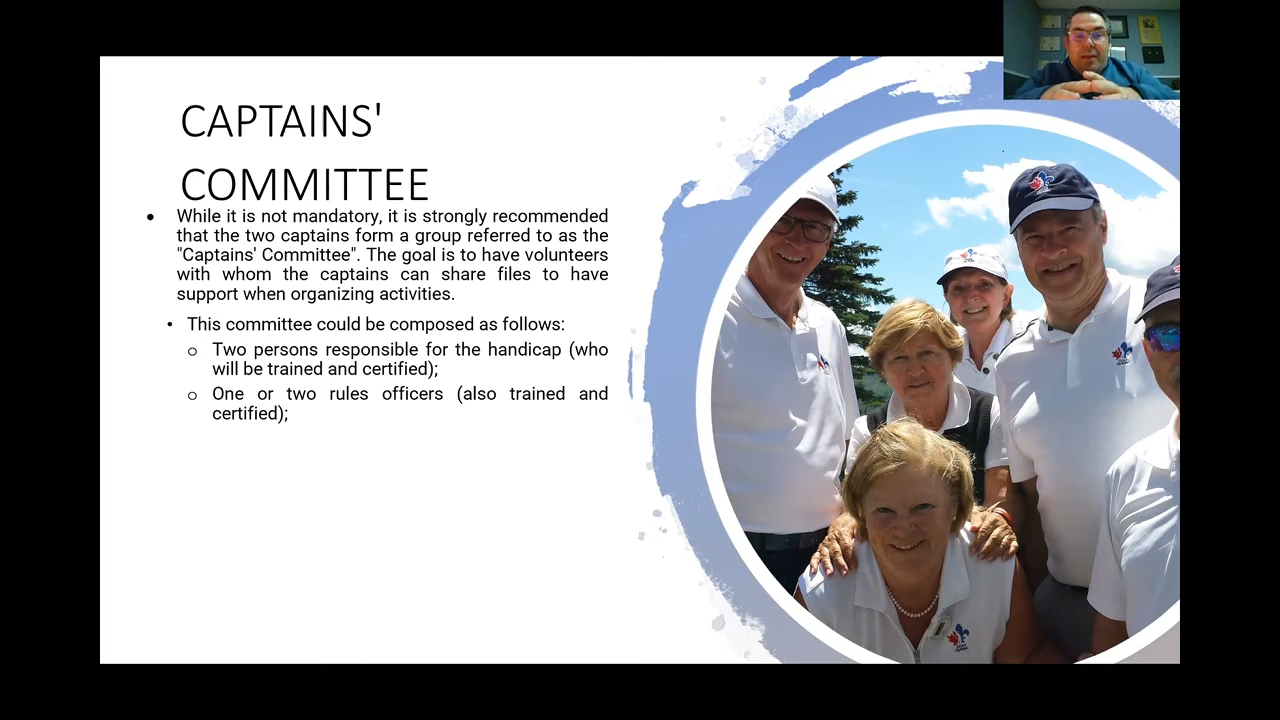 CAPTAINS'
COMMITTEE
• While it is not mandatory, it is strongly recommended
that the two captains form a group referred to as the
"Captains' Committee". The goal is to have volunteers
with whom the captains can share files to have
support when organizing activities.
• This committee could be composed as follows:
o Two persons responsible for the handicap (who
will be trained and certified);
o One or two rules officers (also trained and
certified);